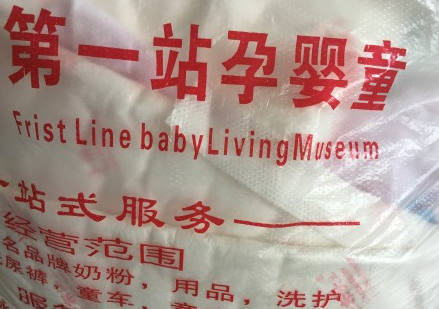 第一站孕婴童
Frist Line babyLivingMuseum
站式服务
经营范围
名品牌奶粉，用品，洗护
尿裤，童车，
服